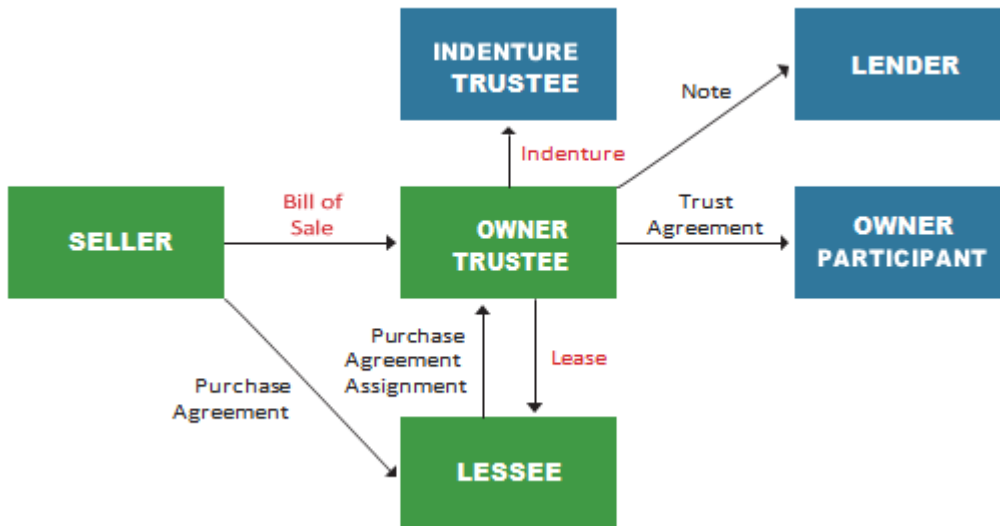 INDENTURE
TRUSTEE
LENDER
Note
Indenture
Bill of
Sale
Trust
Agreement
SELLER
OWNER
TRUSTEE
OWNER
PARTICIPANT
Purchase
Agreement
Assignment
Lease
Purchase
Agreement
LESSEE